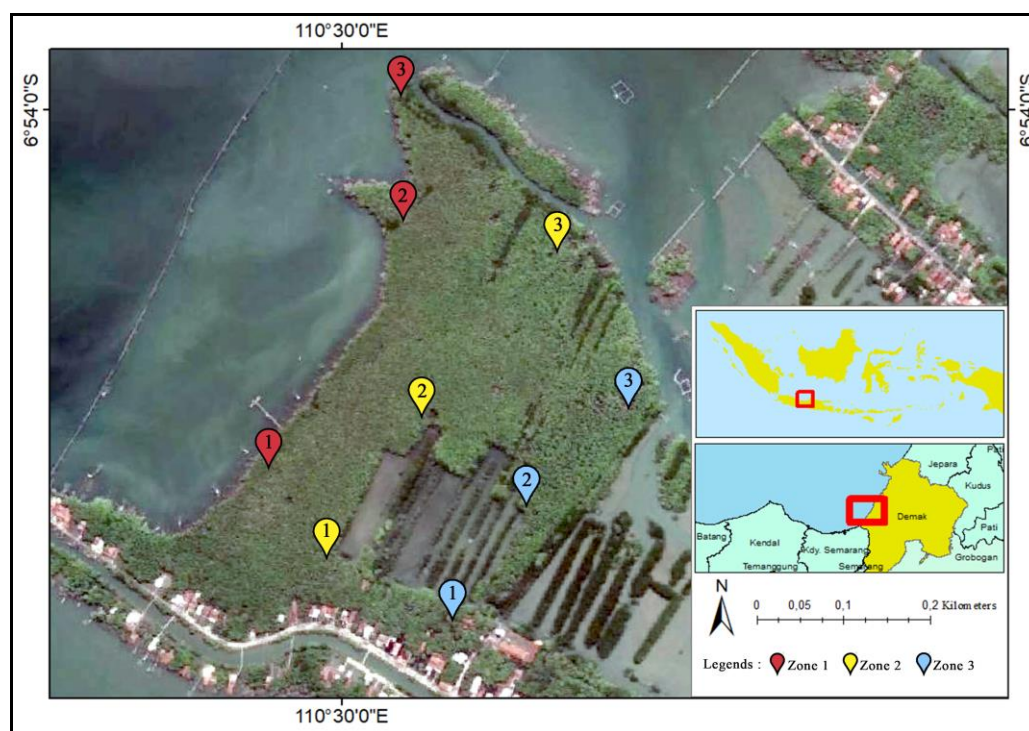 110°30'0"E
6°54'0"S
6°54'0"S
3
2
3
2
3
1
2
1
1
Jepara
Pati
Kudus
Demak
Pati
Batang
Kendal
Kdy. Semarang
Grobogan
Temanggung
Semarang
N
0 0,05 0,1 0,2 Kilometers
Legends : Zone 1 Zone 2 Zone 3
110°30'0"E